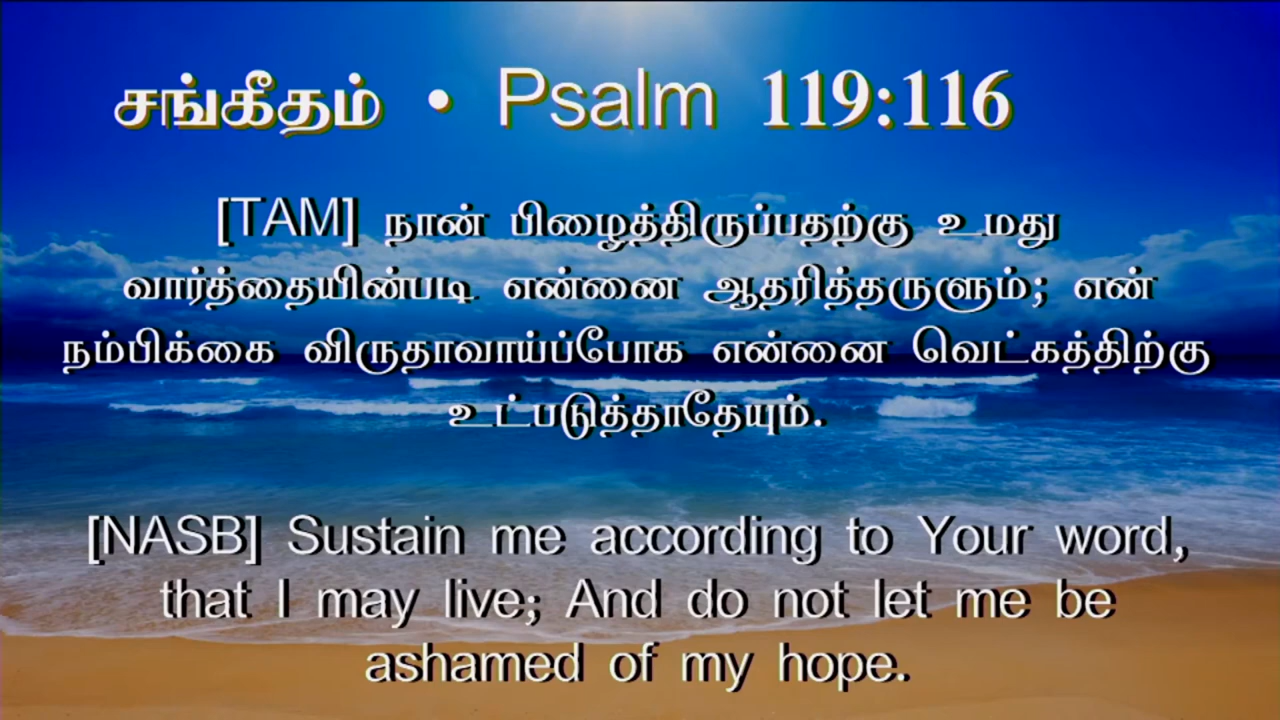 சங்கீதம் • Psalm 119:116
[TAM] நான் பிழைத்திருப்பதற்கு உமது
வார்த்தையின்படி என்னை ஆதரித்தருளும்; என்
நம்பிக்கை விருதாவாய்ப்போக என்னை வெட்கத்திற்கு
உட்படுத்தாதேயும்.
[NASB] Sustain me according to Your word,
that I may live; And do not let me be
ashamed of my hope.